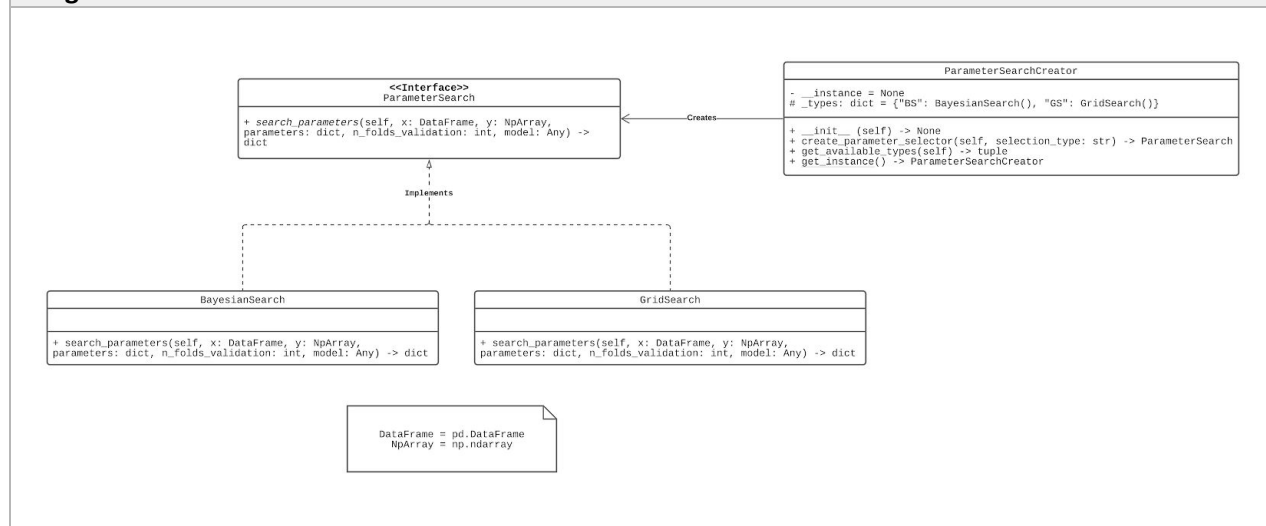 <<Interface>>
ParameterSearch
+ search_parameters(self, x: DataFrame, y: NpArray,
parameters: dict, n_folds_validation: int, model: Any) ->
dict
Creates
ParameterSearchCreator
- __instance = None
# _types: dict = {"BS": BayesianSearch(), "GS": GridSearch()}
+ __init__ (self) -> None
+ create_parameter_selector(self, selection_type: str) -> ParameterSearch
+ get_available_types(self) -> tuple
+ get_instance() -> ParameterSearchCreator
Implements
BayesianSearch
+ search_parameters(self, x: DataFrame, y: NpArray,
parameters: dict, n_folds_validation: int, model: Any) -> dict
GridSearch
+ search_parameters(self, x: DataFrame, y: NpArray,
parameters: dict, n_folds_validation: int, model: Any) -> dict
DataFrame = pd.DataFrame
NpArray = np.ndarray